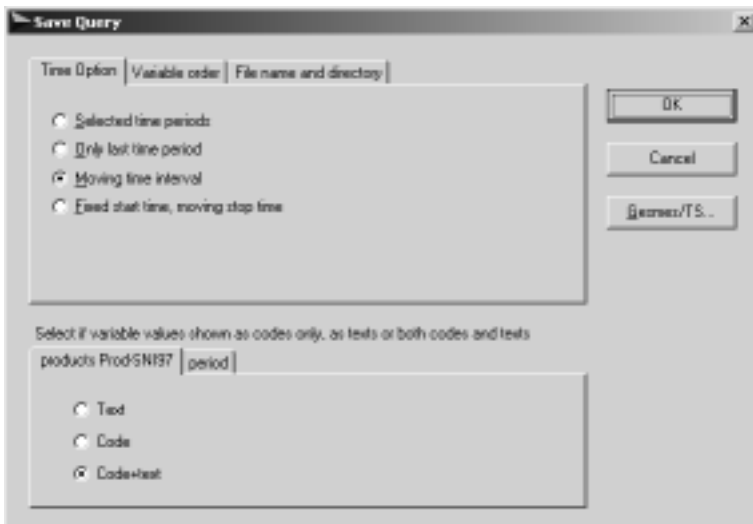 Save Query
Time Option Variable order File name and directory
Selected time periods
Only last time period
Moving time interval
Fixed start time, moving stop time
OK
Cancel
Gesmes/TS...
Select if variable values shown as codes only, as texts or both codes and texts
products Prod-SNI97 period
Text
Code
Code+text